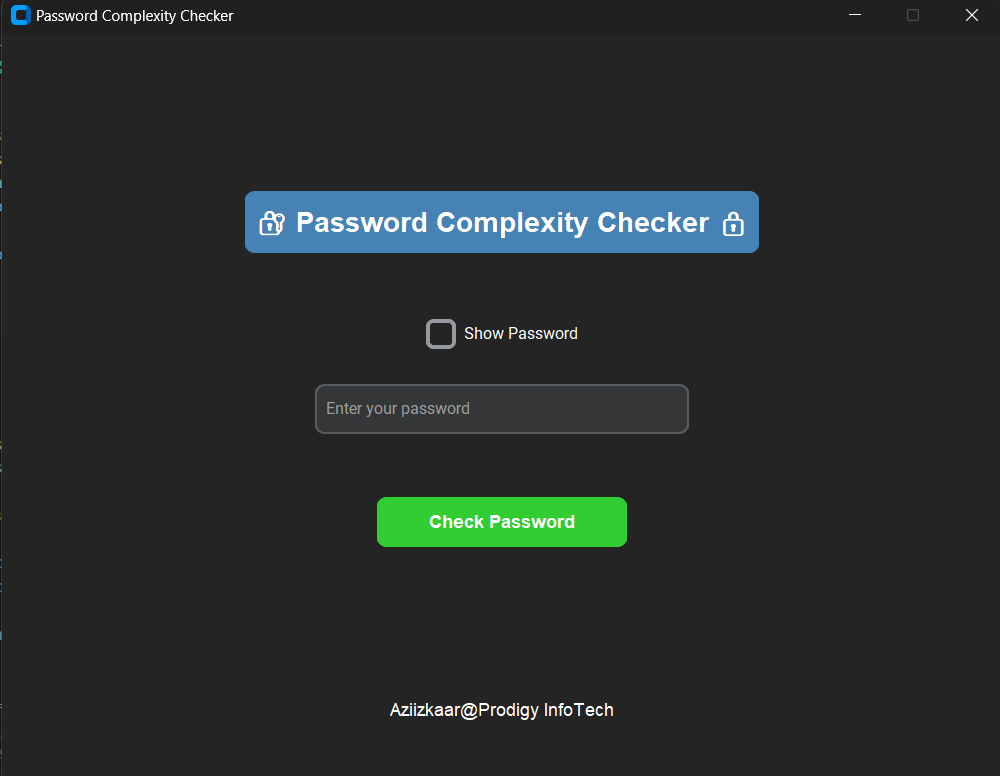 Password Complexity Checker
🔐 Password Complexity Checker 🔒
Show Password
Enter your password
Check Password
Aziizkaar@Prodigy InfoTech